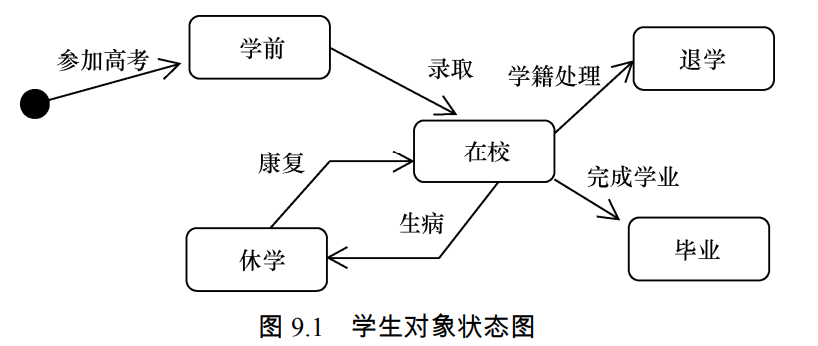 参加高考
学前
录取
学籍处理
退学
在校
康复
生病
完成学业
休学
毕业
图 9.1 学生对象状态图